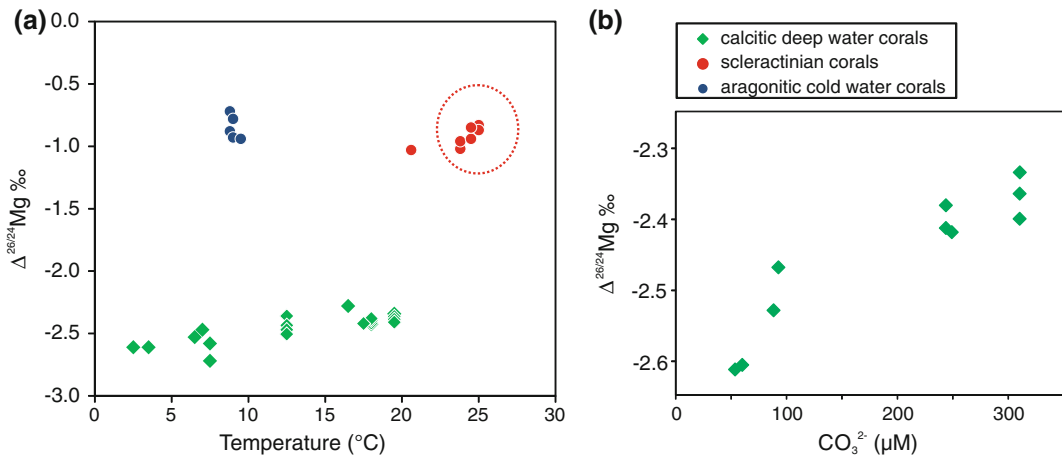 (a)
0.0
-0.5
-1.0
-1.5
-2.0
-2.5
-3.0
Δ²⁶/²⁴Mg ‰
0 5 10 15 20 25 30
Temperature (°C)
(b)
calcitic deep water corals
scleractinian corals
aragonitic cold water corals
-2.3
-2.4
-2.5
-2.6
Δ²⁶/²⁴Mg ‰
0 100 200 300
CO₃²⁻ (µM)